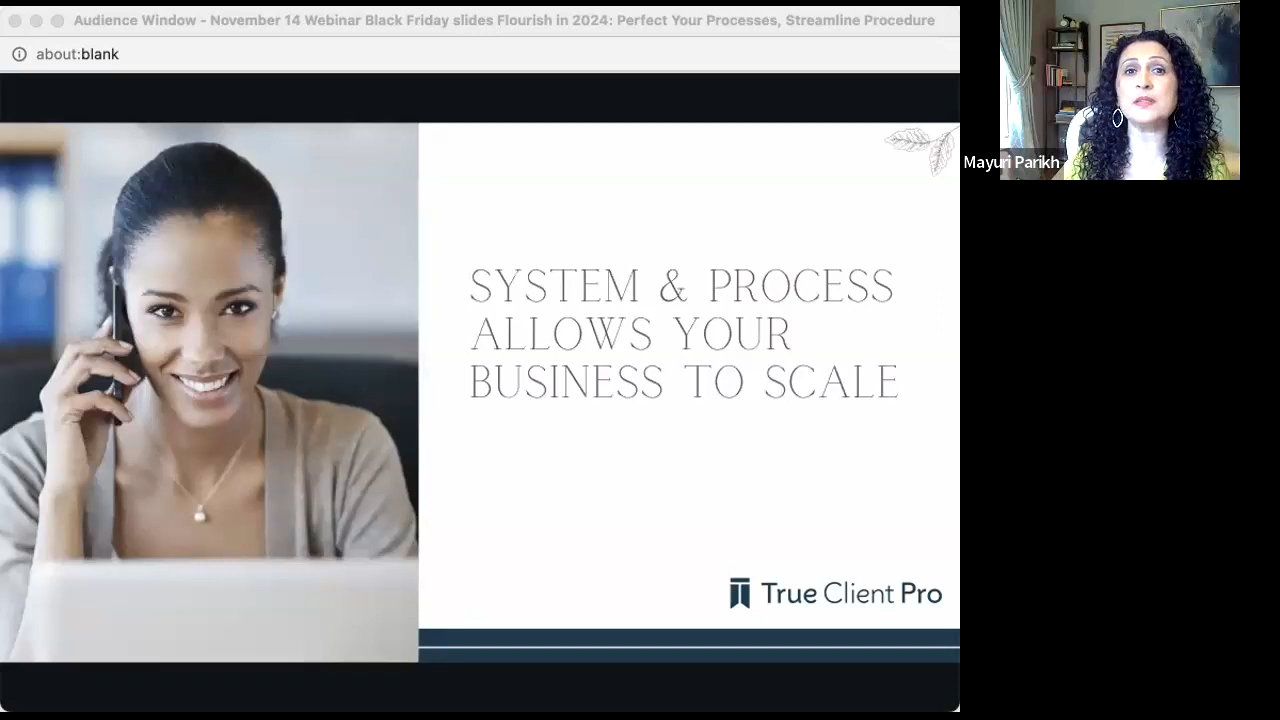 Audience Window - November 14 Webinar Black Friday slides Flourish in 2024: Perfect Your Processes, Streamline Procedure
about:blank
Mayuri Parikh
SYSTEM & PROCESS
ALLOWS YOUR
BUSINESS TO SCALE
True Client Pro